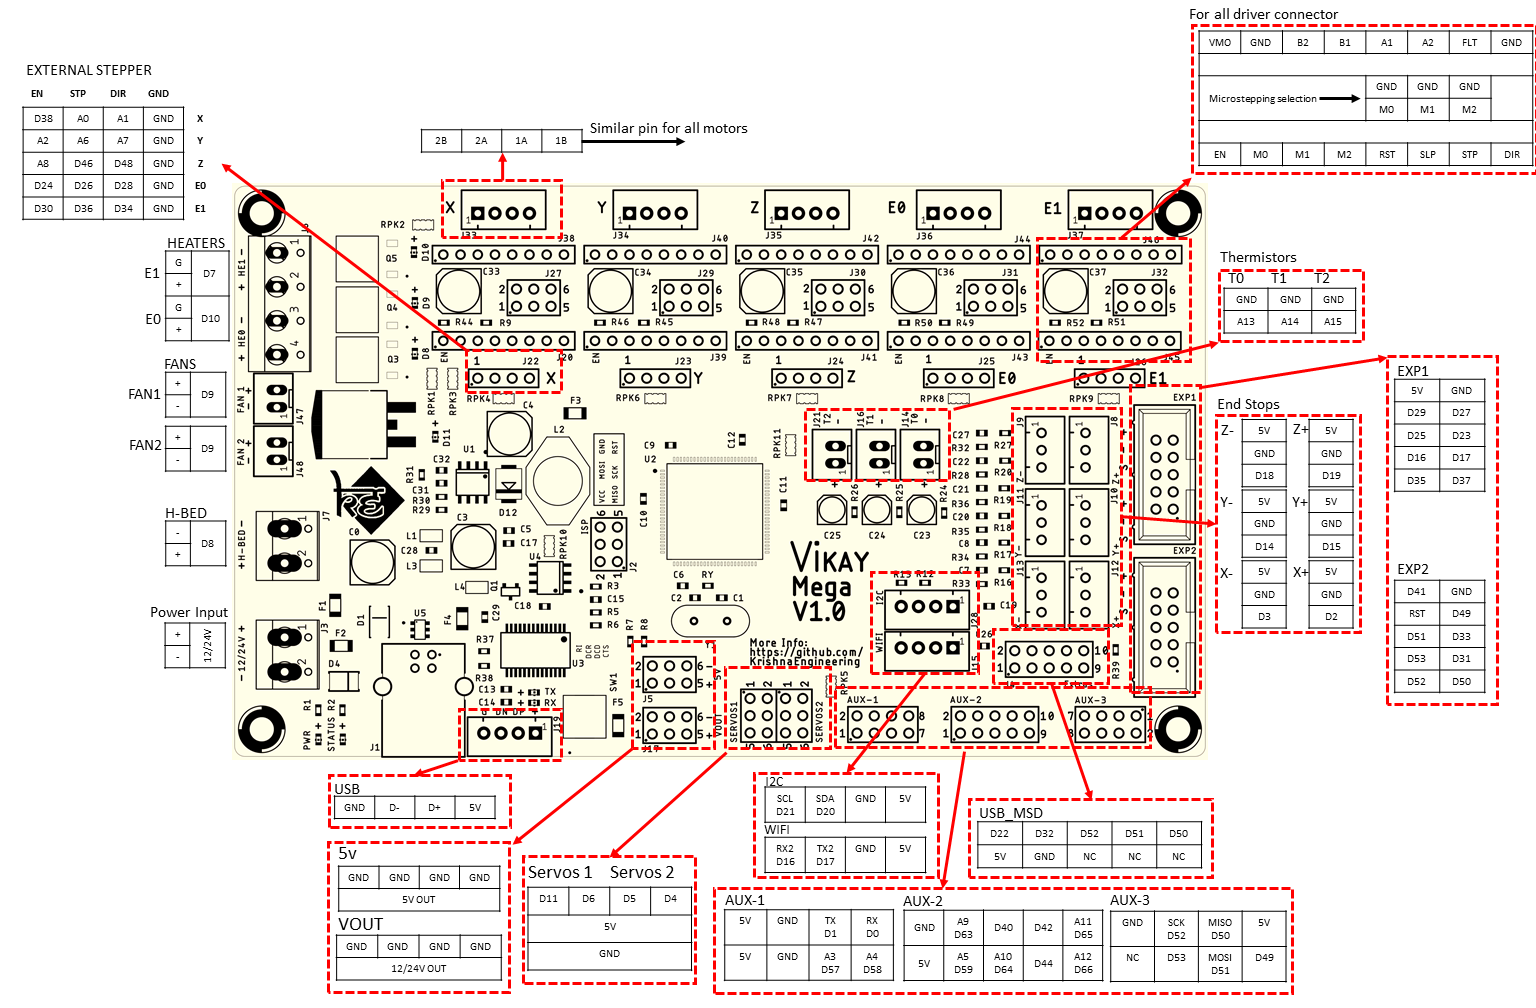 For all driver connector
VMO GND B2 B1 A1 A2 FLT GND
GND GND GND
Microstepping selection
M0 M1 M2
EN M0 M1 M2 RST SLP STP DIR
EXTERNAL STEPPER
EN STP DIR GND
D38 A0 A1 GND X
A2 A6 A7 GND Y
A8 D46 D48 GND Z
D24 D26 D28 GND E0
D30 D36 D34 GND E1
2B 2A 1A 1B
Similar pin for all motors
HEATERS
E1 G + D7
E0 G + D10
FANS
FAN1 + - D9
FAN2 + - D9
H-BED
- + D8
Power Input
+ - 12/24V
Thermistors
T0 T1 T2
GND GND GND
A13 A14 A15
EXP1
5V GND
D29 D27
D25 D23
D16 D17
D35 D37
End Stops
Z- 5V Z+ 5V
GND GND
D18 D19
Y- 5V Y+ 5V
GND GND
D14 D15
X- 5V X+ 5V
GND GND
D3 D2
EXP2
D41 GND
RST D49
D51 D33
D53 D31
D52 D50
X Y Z E0 E1
J33 J34 J35 J36 J37
RPK2
J38 J40 J42 J44
Q5 D10 C33 J27 C34 J29 C35 J30 C36 J31 C37 J32
Q4 D9 R44 R9 R46 R45 R48 R47 R50 R49 R52 R51
Q3 D8 EN J20 EN J39 EN J41 EN J43 EN J45
1 J22 X 1 J23 Y 1 J24 Z 1 J25 E0 1 E1
RPK1 RPK3 RPK4 RPK6 RPK7 RPK8 RPK9
+ HE0 - + HE1 -
FAN1 J47
FAN2 J48
C4 F3 D11 L2 U1 C32 R31 C31 C30 R30 R29 D12
VCC MOSI GND
MISO SCK RST
ISP J2
C9 U2 C12 RPK11 C11 C10
J21 T2 J16 T1 J14 T0
R26 R25 R24
C25 C24 C23
C27 R27
R32
C22 R28 R20
C21 R19
R36 C20 R18
R35 C8 R17
R34 C7 R16
R33 C19
J11 Z- J10 Z+
J13 Y- J12 Y+
J9 J8
EXP1
EXP2
+H-BED- J7
C0 L1 C28 L3 C3 C5 C17 RPK10 U4 L4 Q1 C18 C29
R3 C15 R5 R6 R7 R8
C6 RY C2 C1
VIKAY
Mega
V1.0
More Info:
https://github.com/
KrishnaEngineering
R13 R12
I2C J28
WIFI J15
C26 R39
-12/24V+ J3
F1 F2 D1 D4 U5 F4 R37 R38 U3
RI DCR DCD CTS
C13 C14 TX RX
SW1 F5 J19
R1 R2
PWR STATUS
J1
G DN DP +
J5 5V
J17 VOUT
SERVOS1 SERVOS2
RPK5
AUX-1 AUX-2 AUX-3
USB
GND D- D+ 5V
5v
GND GND GND GND
5V OUT
VOUT
GND GND GND GND
12/24V OUT
Servos 1 Servos 2
D11 D6 D5 D4
5V
GND
I2C
SCL D21 SDA D20 GND 5V
WIFI
RX2 D16 TX2 D17 GND 5V
USB_MSD
D22 D32 D52 D51 D50
5V GND NC NC NC
AUX-1
5V GND TX D1 RX D0
5V GND A3 D57 A4 D58
AUX-2
GND A9 D63 D40 D42 A11 D65
5V A5 D59 A10 D64 D44 A12 D66
AUX-3
GND SCK D52 MISO D50 5V
NC D53 MOSI D51 D49